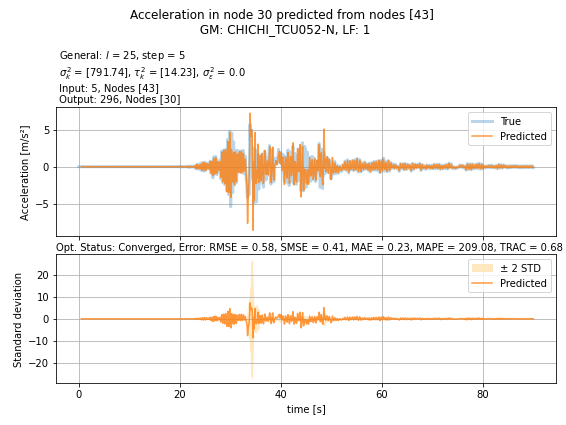 Acceleration in node 30 predicted from nodes [43]
GM: CHICHI_TCU052-N, LF: 1
General: l = 25, step = 5
σ²ₖ = [791.74], τ²ₖ = [14.23], σ²ε = 0.0
Input: 5, Nodes [43]
Output: 296, Nodes [30]
Acceleration [m/s²]
5
0
−5
True
Predicted
Opt. Status: Converged, Error: RMSE = 0.58, SMSE = 0.41, MAE = 0.23, MAPE = 209.08, TRAC = 0.68
Standard deviation
20
10
0
−10
−20
± 2 STD
Predicted
0 20 40 60 80
time [s]